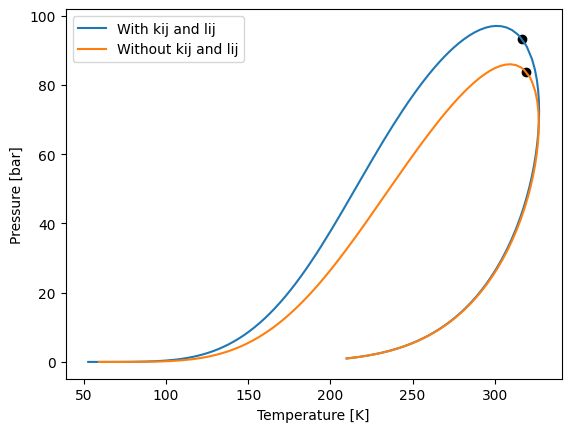 With kij and lij
Without kij and lij
100
80
60
40
20
0
Pressure [bar]
50 100 150 200 250 300
Temperature [K]